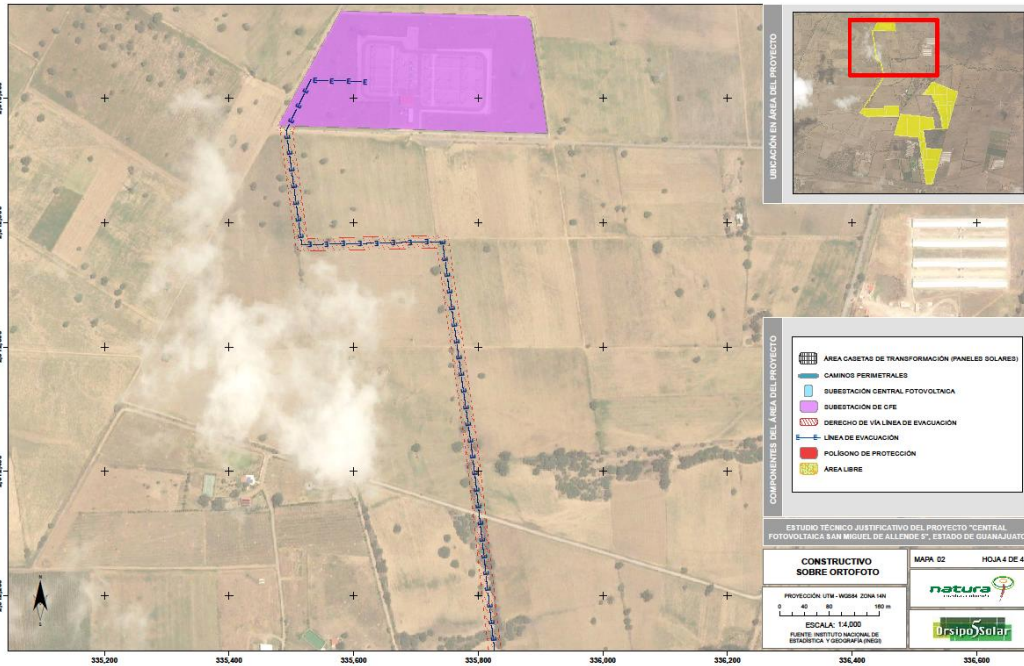 UBICACIÓN EN ÁREA DEL PROYECTO
COMPONENTES DEL ÁREA DEL PROYECTO
ÁREA CASETAS DE TRANSFORMACIÓN (PANELES SOLARES)
CAMINOS PERIMETRALES
SUBESTACIÓN CENTRAL FOTOVOLTAICA
SUBESTACIÓN DE CFE
DERECHO DE VÍA LÍNEA DE EVACUACIÓN
LÍNEA DE EVACUACIÓN
POLÍGONO DE PROTECCIÓN
ÁREA LIBRE
ESTUDIO TÉCNICO JUSTIFICATIVO DEL PROYECTO "CENTRAL
FOTOVOLTAICA SAN MIGUEL DE ALLENDE 5", ESTADO DE GUANAJUATO
CONSTRUCTIVO
SOBRE ORTOFOTO
MAPA 02 HOJA 4 DE 4
PROYECCIÓN: UTM - WGS84 ZONA 14N
0 40 80 160 m
ESCALA: 1:4,000
FUENTE: INSTITUTO NACIONAL DE
ESTADÍSTICA Y GEOGRAFÍA (INEGI)
natura
Drsipo5Solar
N
335,200 335,400 335,600 335,800 336,000 336,200 336,400 336,600